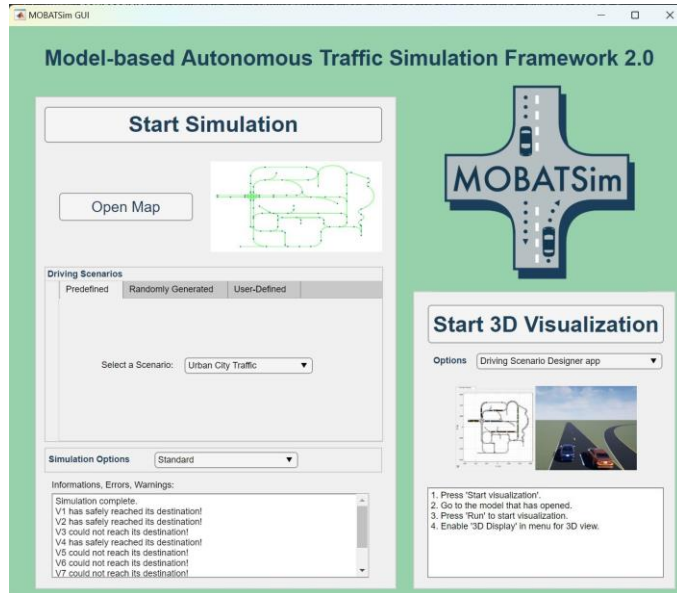 MOBATSim GUI
Model-based Autonomous Traffic Simulation Framework 2.0
Start Simulation
Open Map
Driving Scenarios
Predefined
Randomly Generated
User-Defined
Select a Scenario:
Urban City Traffic
Simulation Options
Standard
Informations, Errors, Warnings:
Simulation complete.
V1 has safely reached its destination!
V2 has safely reached its destination!
V3 could not reach its destination!
V4 has safely reached its destination!
V5 could not reach its destination!
V6 could not reach its destination!
V7 could not reach its destination!
MOBATSim
Start 3D Visualization
Options
Driving Scenario Designer app
1. Press 'Start visualization'.
2. Go to the model that has opened.
3. Press 'Run' to start visualization.
4. Enable '3D Display' in menu for 3D view.